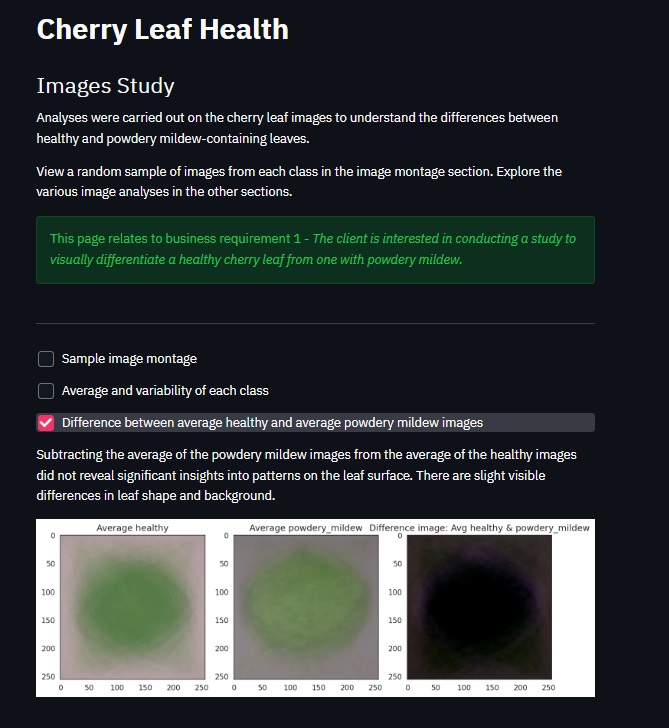 Cherry Leaf Health
Images Study
Analyses were carried out on the cherry leaf images to understand the differences between
healthy and powdery mildew-containing leaves.
View a random sample of images from each class in the image montage section. Explore the
various image analyses in the other sections.
This page relates to business requirement 1 - The client is interested in conducting a study to
visually differentiate a healthy cherry leaf from one with powdery mildew.
Sample image montage
Average and variability of each class
Difference between average healthy and average powdery mildew images
Subtracting the average of the powdery mildew images from the average of the healthy images
did not reveal significant insights into patterns on the leaf surface. There are slight visible
differences in leaf shape and background.
Average healthy Average powdery_mildew Difference image: Avg healthy & powdery_mildew
0 0 0
50 50 50
100 100 100
150 150 150
200 200 200
250 250 250
0 50 100 150 200 250 0 50 100 150 200 250 0 50 100 150 200 250